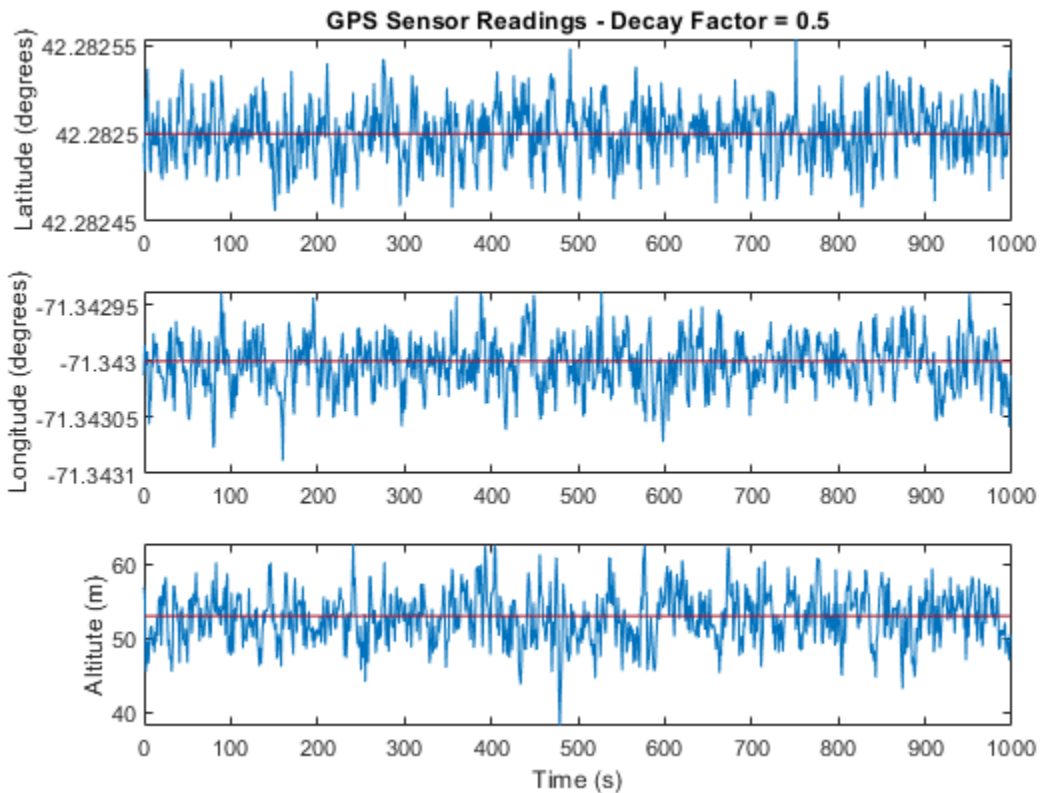 GPS Sensor Readings - Decay Factor = 0.5
Latitude (degrees)
42.28255
42.2825
42.28245
0 100 200 300 400 500 600 700 800 900 1000
Longitude (degrees)
-71.34295
-71.343
-71.34305
-71.3431
0 100 200 300 400 500 600 700 800 900 1000
Altitute (m)
60
50
40
0 100 200 300 400 500 600 700 800 900 1000
Time (s)